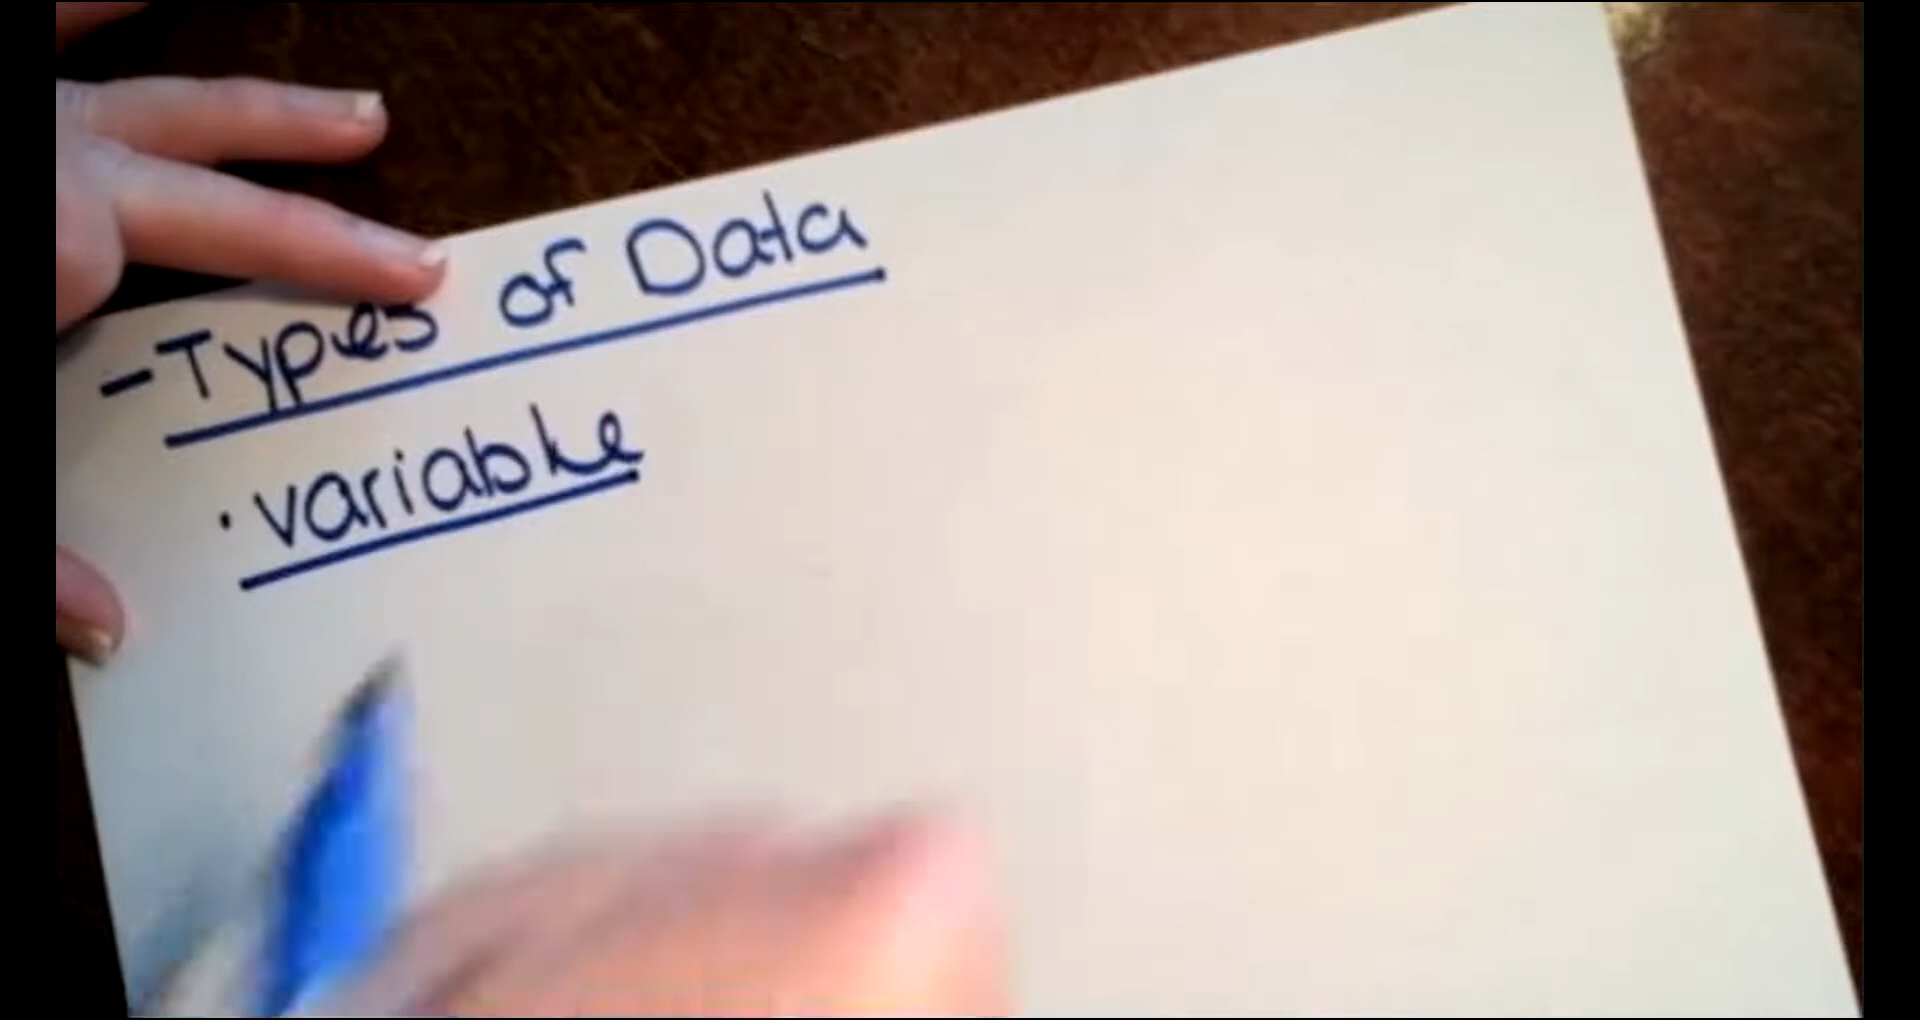 - Types of Data
· variable